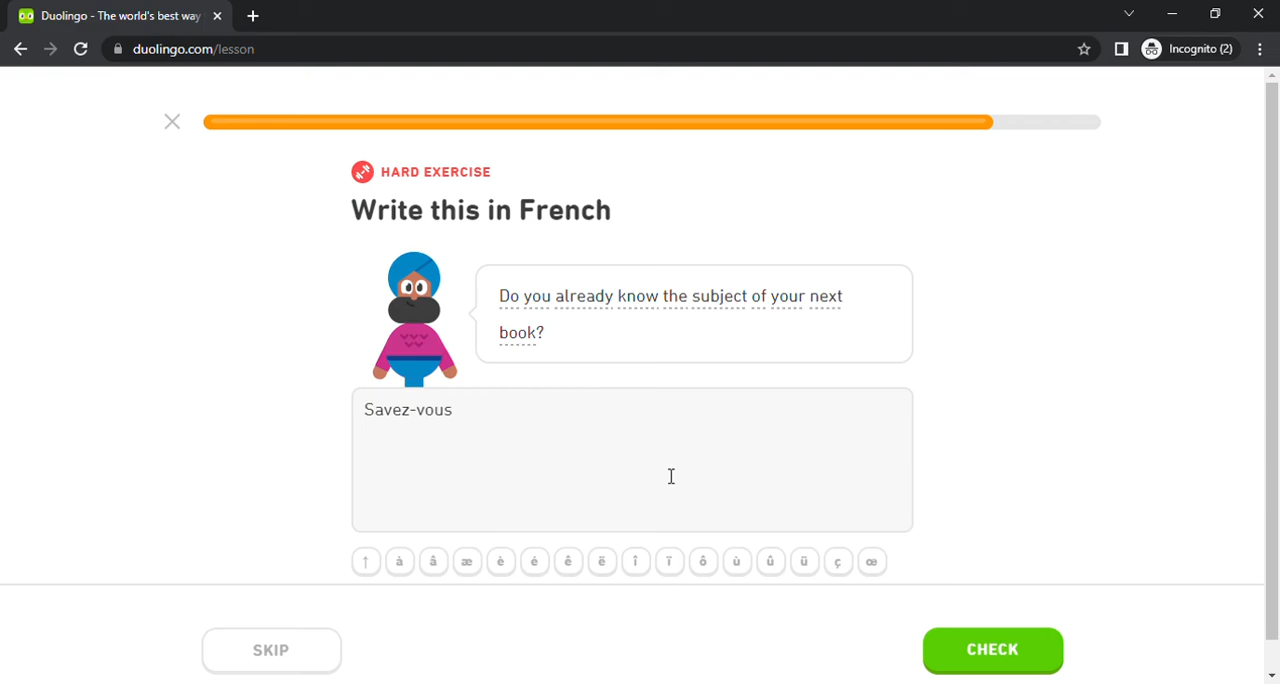 Duolingo - The world's best way
duolingo.com/lesson
Incognito (2)
HARD EXERCISE
Write this in French
Do you already know the subject of your next
book?
Savez-vous
↑ à â æ è é ê ë î ï ô ù û ü ç œ
SKIP
CHECK